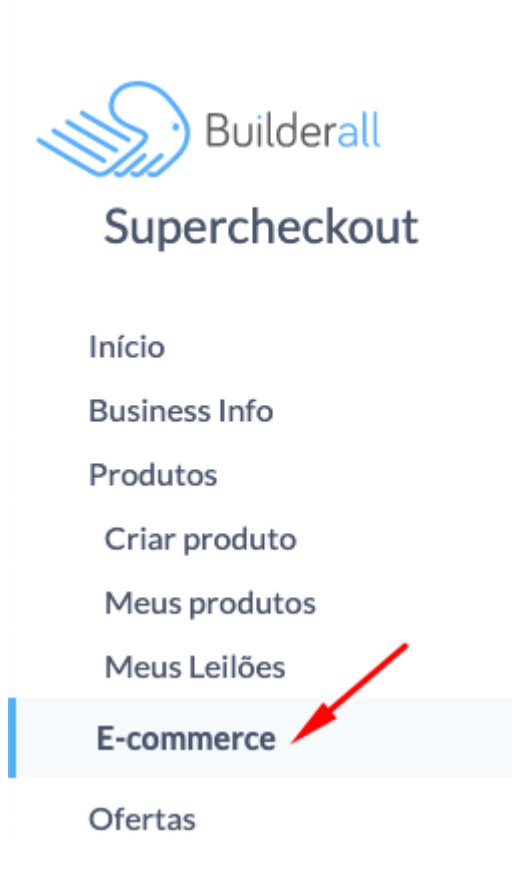 Builderall
Supercheckout
Início
Business Info
Produtos
Criar produto
Meus produtos
Meus Leilões
E-commerce
Ofertas